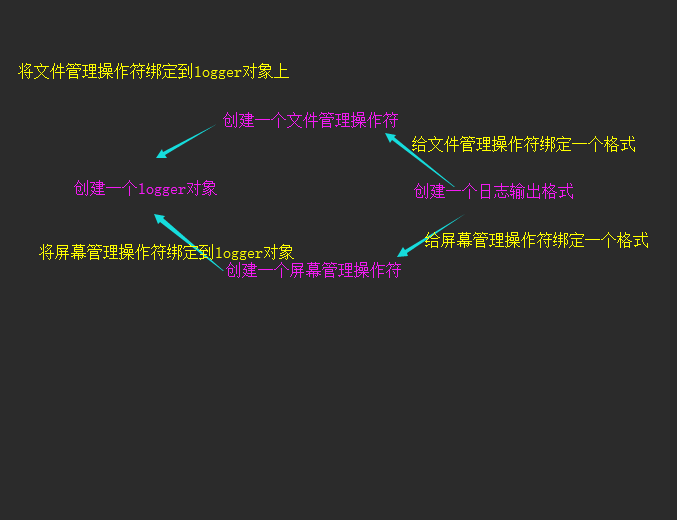 将文件管理操作符绑定到logger对象上
创建一个文件管理操作符
给文件管理操作符绑定一个格式
创建一个logger对象
创建一个日志输出格式
给屏幕管理操作符绑定一个格式
将屏幕管理操作符绑定到logger对象
创建一个屏幕管理操作符